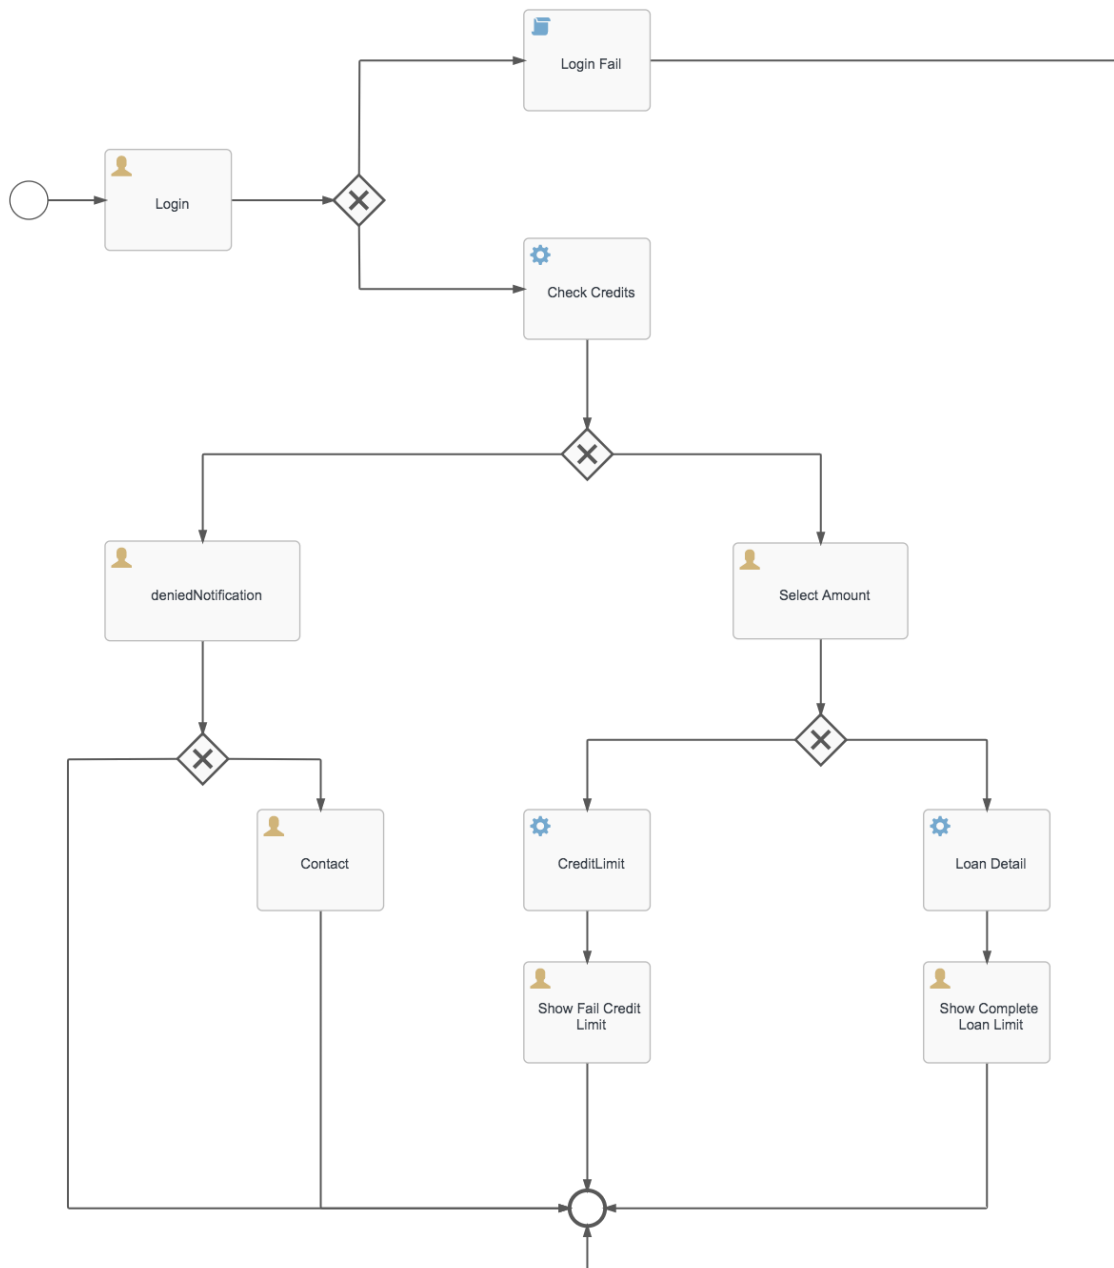 Login Fail
Login
Check Credits
deniedNotification
Select Amount
Contact
CreditLimit
Loan Detail
Show Fail Credit
Limit
Show Complete
Loan Limit